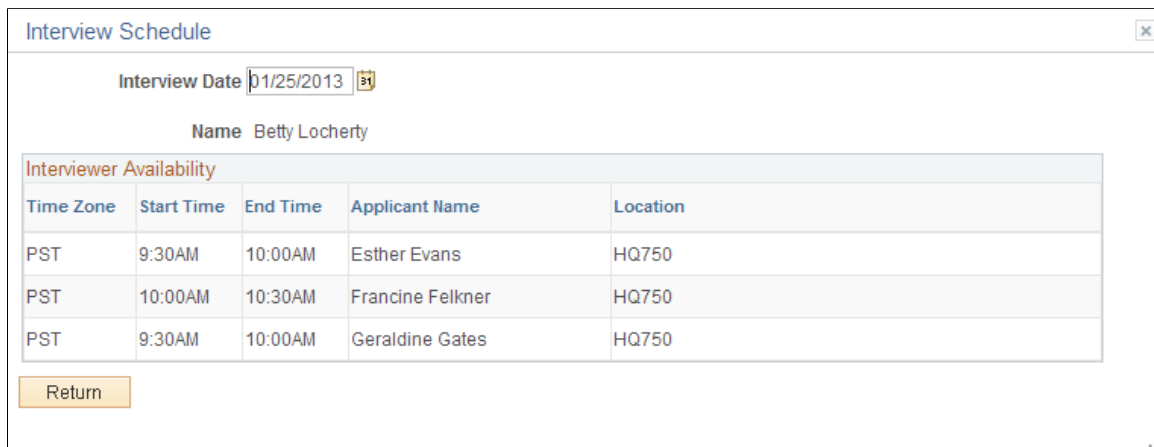 Interview Schedule
Interview Date 01/25/2013 31
Name Betty Locherty
Interviewer Availability
Time Zone Start Time End Time Applicant Name Location
PST 9:30AM 10:00AM Esther Evans HQ750
PST 10:00AM 10:30AM Francine Felkner HQ750
PST 9:30AM 10:00AM Geraldine Gates HQ750
Return